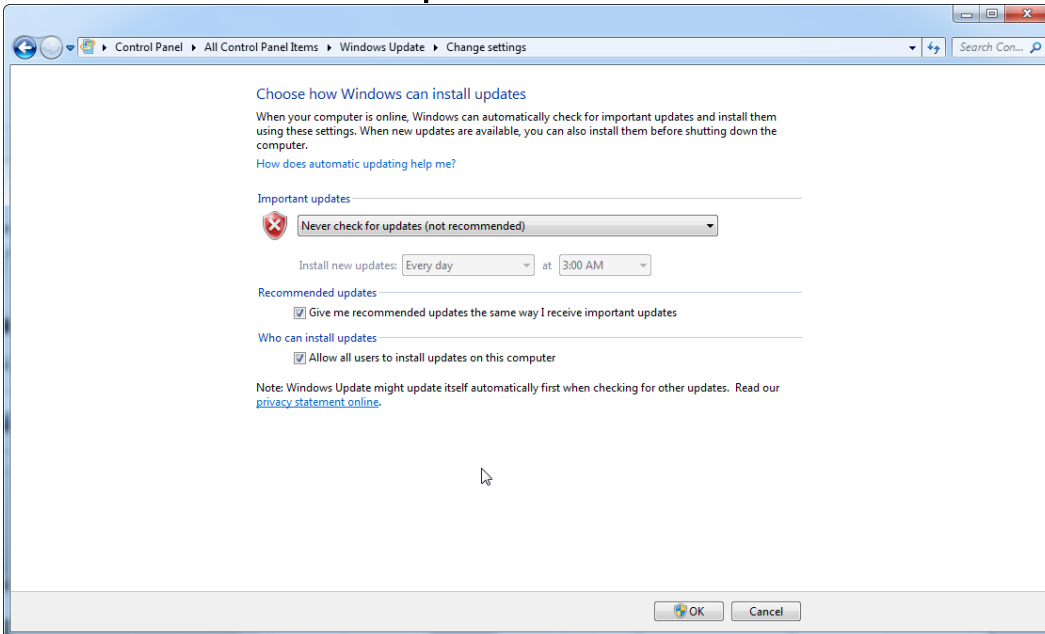 Control Panel ▸ All Control Panel Items ▸ Windows Update ▸ Change settings
Search Con...
Choose how Windows can install updates
When your computer is online, Windows can automatically check for important updates and install them
using these settings. When new updates are available, you can also install them before shutting down the
computer.
How does automatic updating help me?
Important updates
Never check for updates (not recommended)
Install new updates: Every day at 3:00 AM
Recommended updates
Give me recommended updates the same way I receive important updates
Who can install updates
Allow all users to install updates on this computer
Note: Windows Update might update itself automatically first when checking for other updates. Read our
privacy statement online.
OK Cancel